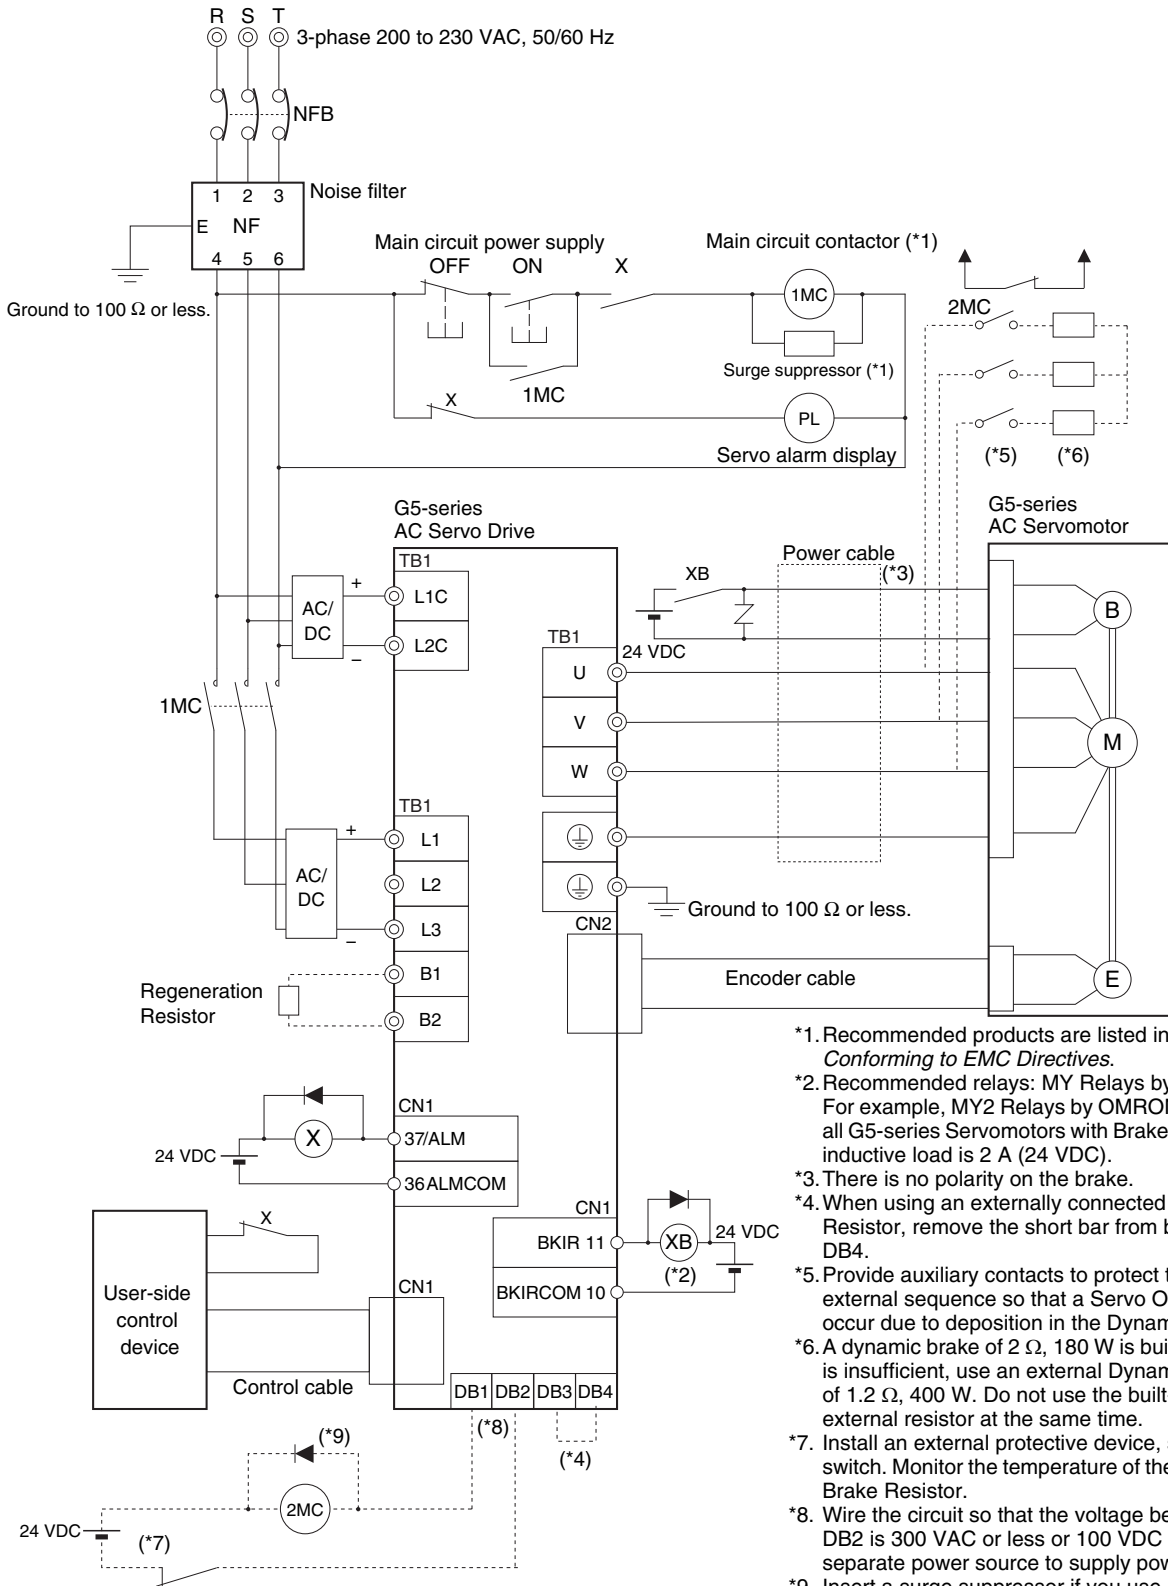 R S T
3-phase 200 to 230 VAC, 50/60 Hz
NFB
1 2 3
Noise filter
E NF
4 5 6
Ground to 100 Ω or less.
Main circuit power supply
OFF ON X
Main circuit contactor (*1)
1MC
Surge suppressor (*1)
1MC
X
PL
Servo alarm display
2MC
(*5) (*6)
G5-series
AC Servo Drive
G5-series
AC Servomotor
TB1
AC/
DC
+
−
L1C
L2C
1MC
TB1
AC/
DC
+
−
L1
L2
L3
B1
B2
Regeneration
Resistor
XB
24 VDC
Power cable
(*3)
TB1
U
V
W
B
M
E
Ground to 100 Ω or less.
CN2
Encoder cable
CN1
37/ALM
36ALMCOM
X
24 VDC
CN1
BKIR 11
BKIRCOM 10
XB
(*2)
24 VDC
User-side
control
device
X
CN1
Control cable
DB1 DB2 DB3 DB4
(*8)
(*4)
(*9)
2MC
24 VDC
(*7)
*1. Recommended products are listed in
Conforming to EMC Directives.
*2. Recommended relays: MY Relays by
For example, MY2 Relays by OMRON
all G5-series Servomotors with Brake
inductive load is 2 A (24 VDC).
*3. There is no polarity on the brake.
*4. When using an externally connected
Resistor, remove the short bar from b
DB4.
*5. Provide auxiliary contacts to protect t
external sequence so that a Servo O
occur due to deposition in the Dynam
*6. A dynamic brake of 2 Ω, 180 W is buil
is insufficient, use an external Dynam
of 1.2 Ω, 400 W. Do not use the built-
external resistor at the same time.
*7. Install an external protective device,
switch. Monitor the temperature of the
Brake Resistor.
*8. Wire the circuit so that the voltage be
DB2 is 300 VAC or less or 100 VDC
separate power source to supply pow
*9. Insert a surge suppresser if you use